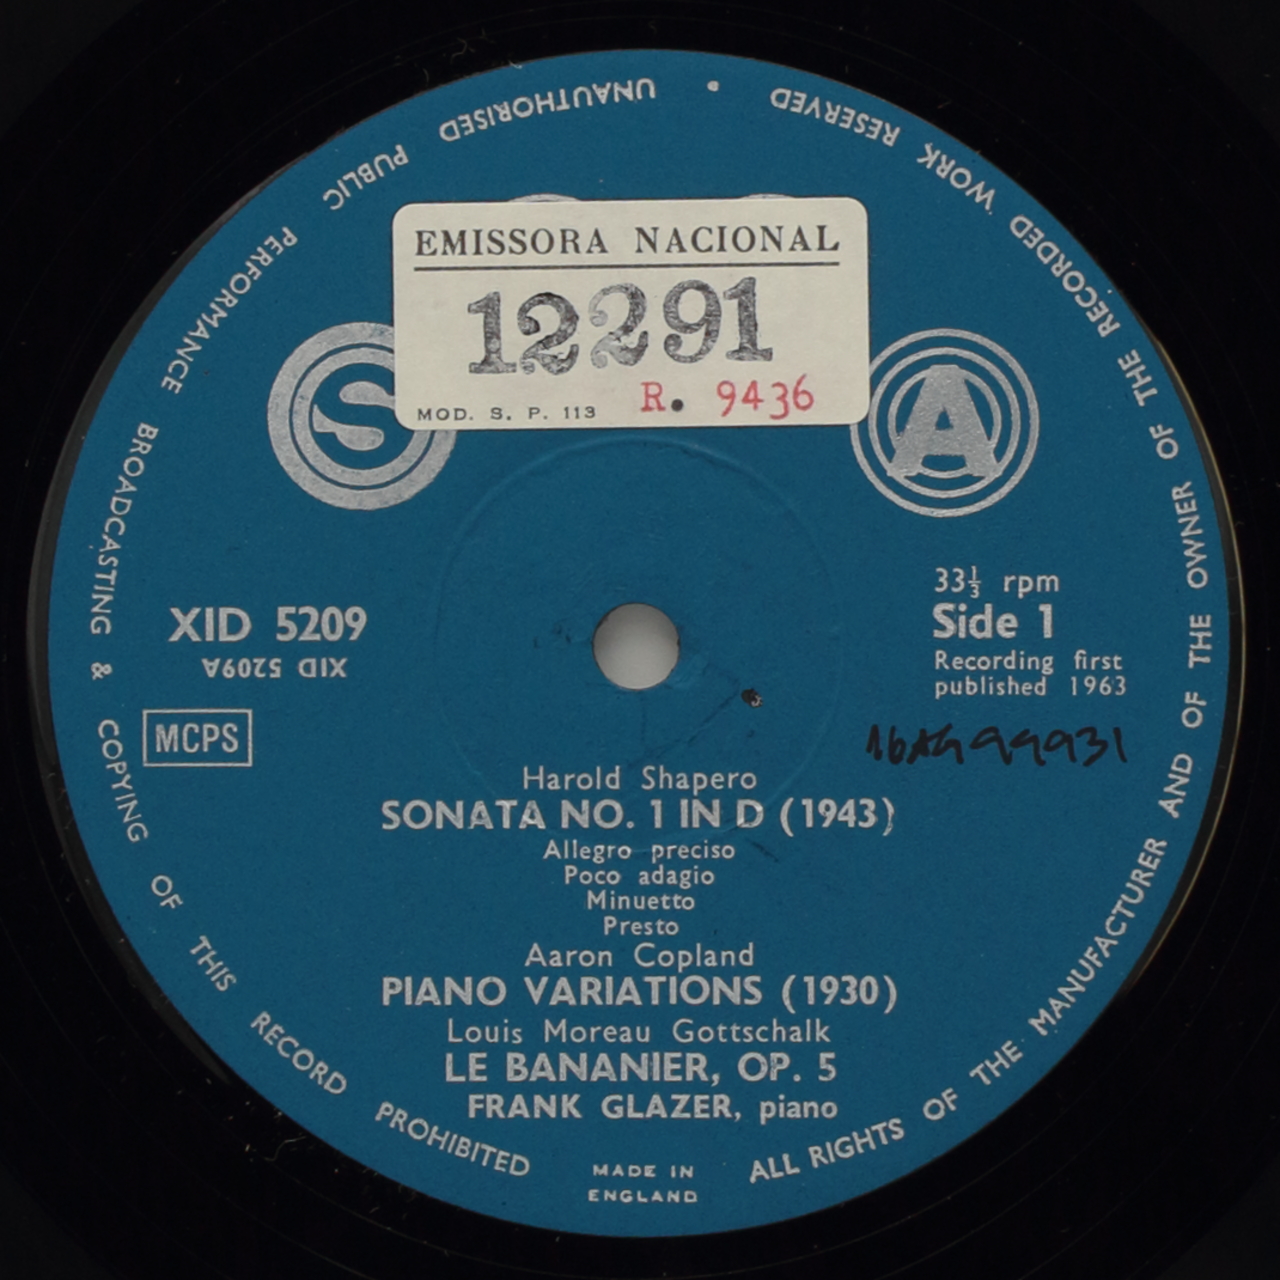 ALL RIGHTS OF THE MANUFACTURER AND OF THE OWNER OF THE RECORDED WORK RESERVED • UNAUTHORISED PUBLIC PERFORMANCE BROADCASTING & COPYING OF THIS RECORD PROHIBITED
EMISSORA NACIONAL
12291
MOD. S. P. 113 R. 9436
S
A
XID 5209
XID 5209A
MCPS
33⅓ rpm
Side 1
Recording first
published 1963
Harold Shapero
SONATA NO. 1 IN D (1943)
Allegro preciso
Poco adagio
Minuetto
Presto
Aaron Copland
PIANO VARIATIONS (1930)
Louis Moreau Gottschalk
LE BANANIER, OP. 5
FRANK GLAZER, piano
MADE IN
ENGLAND